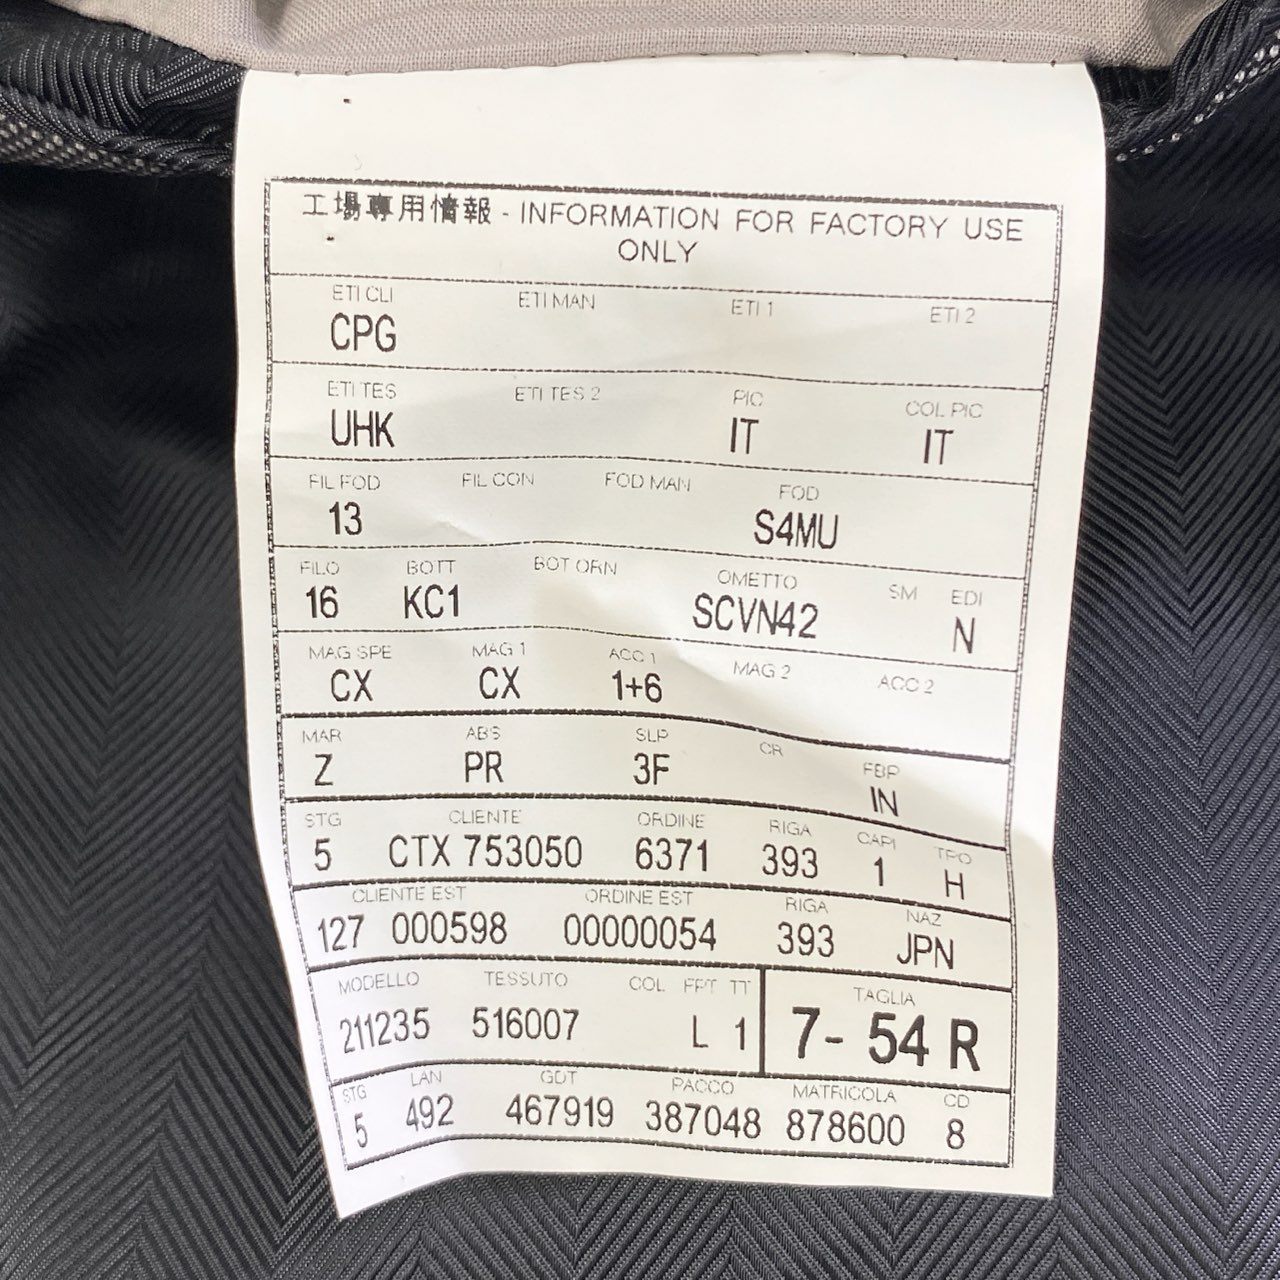 工場專用情報 - INFORMATION FOR FACTORY USE
ONLY
ETI CLI ETI MAN ETI 1 ETI 2
CPG
ETI TES ETI TES 2 PIC COL PIC
UHK IT IT
FIL FOD FIL CON FOD MAN FOD
13 S4MU
FILO BOTT BOT ORN OMETTO SM EDI
16 KC1 SCVN42 N
MAG SPE MAG 1 ACC 1 MAG 2 ACC 2
CX CX 1+6
MAR ABS SLP CR FBP
Z PR 3F IN
STG CLIENTE ORDINE RIGA CAPI TPO
5 CTX 753050 6371 393 1 H
CLIENTE EST ORDINE EST RIGA NAZ
127 000598 00000054 393 JPN
MODELLO TESSUTO COL FPT TT TAGLIA
211235 516007 L 1 7- 54 R
STG LAN GDT PACCO MATRICOLA CD
5 492 467919 387048 878600 8